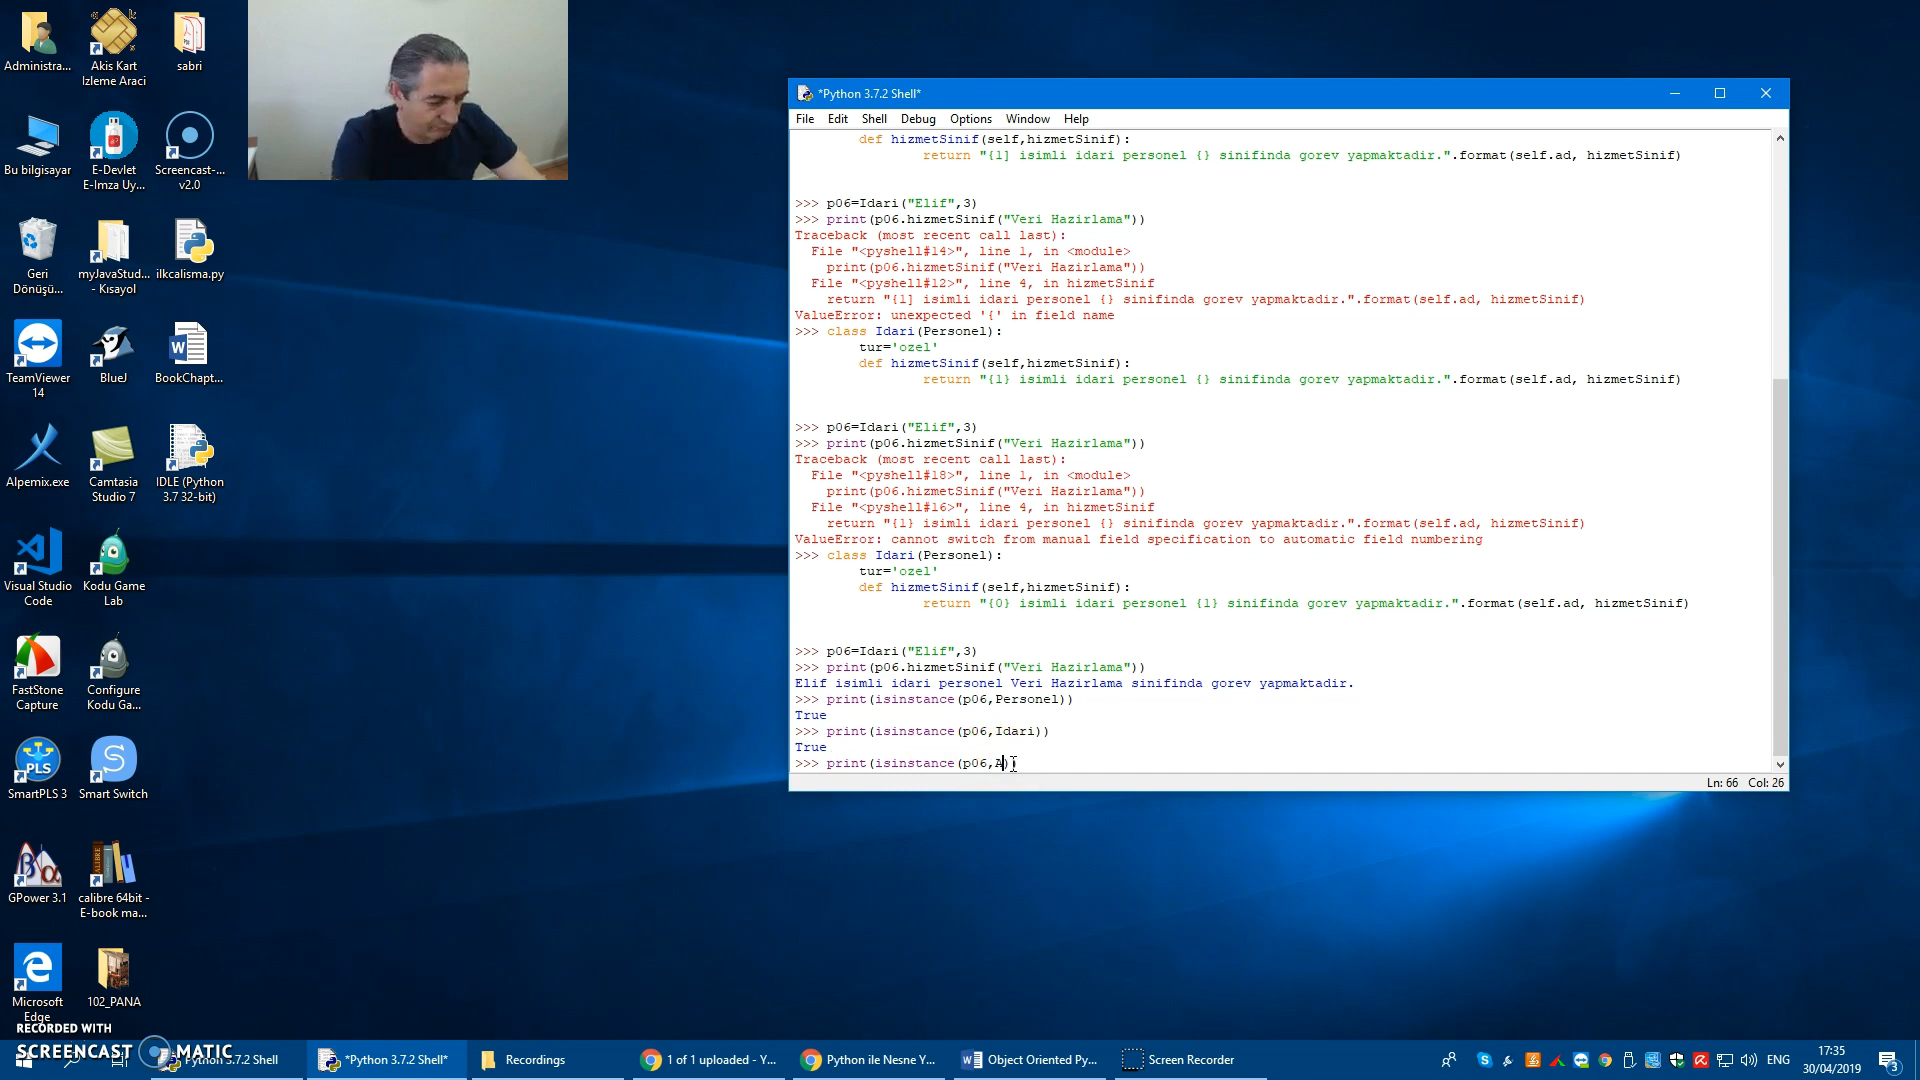 Administra...
Akis Kart
Izleme Araci
sabri
Bu bilgisayar
E-Devlet
E-Imza Uy...
Screencast-...
v2.0
Geri
Dönüşü...
myJavaStud...
- Kısayol
ilkcalisma.py
TeamViewer
14
BlueJ
BookChapt...
Alpemix.exe
Camtasia
Studio 7
IDLE (Python
3.7 32-bit)
Visual Studio
Code
Kodu Game
Lab
FastStone
Capture
Configure
Kodu Ga...
SmartPLS 3
Smart Switch
GPower 3.1
calibre 64bit -
E-book ma...
Microsoft
Edge
102_PANA
*Python 3.7.2 Shell*
File Edit Shell Debug Options Window Help
def hizmetSinif(self,hizmetSinif):
return "{1] isimli idari personel {} sinifinda gorev yapmaktadir.".format(self.ad, hizmetSinif)
>>> p06=Idari("Elif",3)
>>> print(p06.hizmetSinif("Veri Hazirlama"))
Traceback (most recent call last):
File "<pyshell#14>", line 1, in <module>
print(p06.hizmetSinif("Veri Hazirlama"))
File "<pyshell#12>", line 4, in hizmetSinif
return "{1] isimli idari personel {} sinifinda gorev yapmaktadir.".format(self.ad, hizmetSinif)
ValueError: unexpected '{' in field name
>>> class Idari(Personel):
tur='ozel'
def hizmetSinif(self,hizmetSinif):
return "{1} isimli idari personel {} sinifinda gorev yapmaktadir.".format(self.ad, hizmetSinif)
>>> p06=Idari("Elif",3)
>>> print(p06.hizmetSinif("Veri Hazirlama"))
Traceback (most recent call last):
File "<pyshell#18>", line 1, in <module>
print(p06.hizmetSinif("Veri Hazirlama"))
File "<pyshell#16>", line 4, in hizmetSinif
return "{1} isimli idari personel {} sinifinda gorev yapmaktadir.".format(self.ad, hizmetSinif)
ValueError: cannot switch from manual field specification to automatic field numbering
>>> class Idari(Personel):
tur='ozel'
def hizmetSinif(self,hizmetSinif):
return "{0} isimli idari personel {1} sinifinda gorev yapmaktadir.".format(self.ad, hizmetSinif)
>>> p06=Idari("Elif",3)
>>> print(p06.hizmetSinif("Veri Hazirlama"))
Elif isimli idari personel Veri Hazirlama sinifinda gorev yapmaktadir.
>>> print(isinstance(p06,Personel))
True
>>> print(isinstance(p06,Idari))
True
>>> print(isinstance(p06,A))
Ln: 66 Col: 26
RECORDED WITH
SCREENCAST MATIC
Python 3.7.2 Shell
*Python 3.7.2 Shell*
Recordings
1 of 1 uploaded - Y...
Python ile Nesne Y...
Object Oriented Py...
Screen Recorder
ENG
17:35
30/04/2019
3